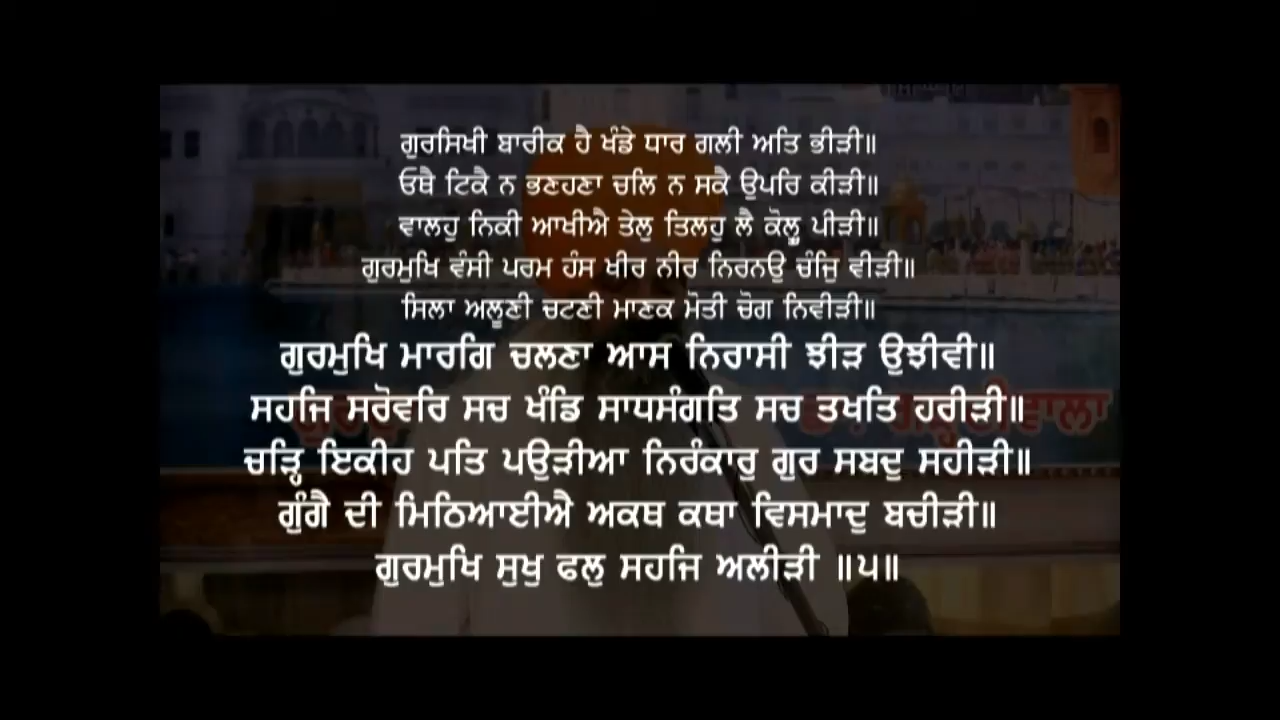 ਗੁਰਸਿਖੀ ਬਾਰੀਕ ਹੈ ਖੰਡੇ ਧਾਰ ਗਲੀ ਅਤਿ ਭੀੜੀ॥
ਓਥੈ ਟਿਕੈ ਨ ਭਣਹਣਾ ਚਲਿ ਨ ਸਕੈ ਉਪਰਿ ਕੀੜੀ॥
ਵਾਲਹੁ ਨਿਕੀ ਆਖੀਐ ਤੇਲੁ ਤਿਲਹੁ ਲੈ ਕੋਲ੍ਹੂ ਪੀੜੀ॥
ਗੁਰਮੁਖਿ ਵੰਸੀ ਪਰਮ ਹੰਸ ਖੀਰ ਨੀਰ ਨਿਰਨਉ ਚੰਜੁਿ ਵੀੜੀ॥
ਸਿਲਾ ਅਲੂਣੀ ਚਟਣੀ ਮਾਣਕ ਮੋਤੀ ਚੋਗ ਨਿਵੀੜੀ॥
ਗੁਰਮੁਖਿ ਮਾਰਗਿ ਚਲਣਾ ਆਸ ਨਿਰਾਸੀ ਝੀੜ ਉਝੀਵੀ॥
ਸਹਜਿ ਸਰੋਵਰਿ ਸਚ ਖੰਡਿ ਸਾਧਸੰਗਤਿ ਸਚ ਤਖਤਿ ਹਰੀੜੀ॥
ਚੜ੍ਹਿ ਇਕੀਹ ਪਤਿ ਪਉੜੀਆ ਨਿਰੰਕਾਰੁ ਗੁਰ ਸਬਦੁ ਸਹੀੜੀ॥
ਗੁੰਗੈ ਦੀ ਮਿਠਿਆਈਐ ਅਕਥ ਕਥਾ ਵਿਸਮਾਦੁ ਬਚੀੜੀ॥
ਗੁਰਮੁਖਿ ਸੁਖੁ ਫਲੁ ਸਹਜਿ ਅਲੀੜੀ ॥੫॥